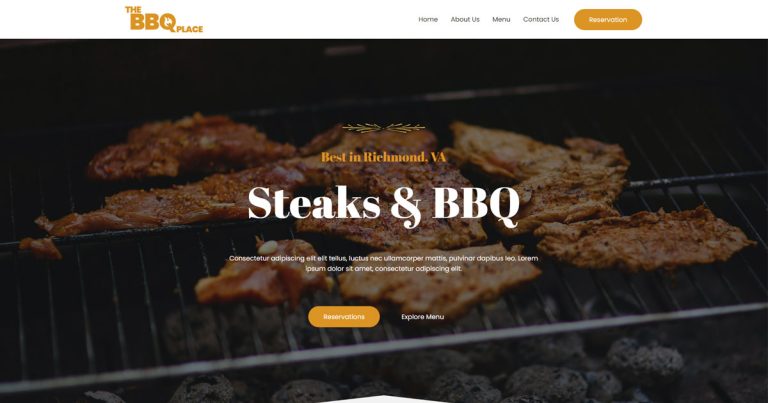 THE
BBQ
PLACE
Home About Us Menu Contact Us Reservation
Best in Richmond, VA
Steaks & BBQ
Consectetur adipiscing elit elit tellus, luctus nec ullamcorper mattis, pulvinar dapibus leo. Lorem
ipsum dolor sit amet, consectetur adipiscing elit.
Reservations Explore Menu